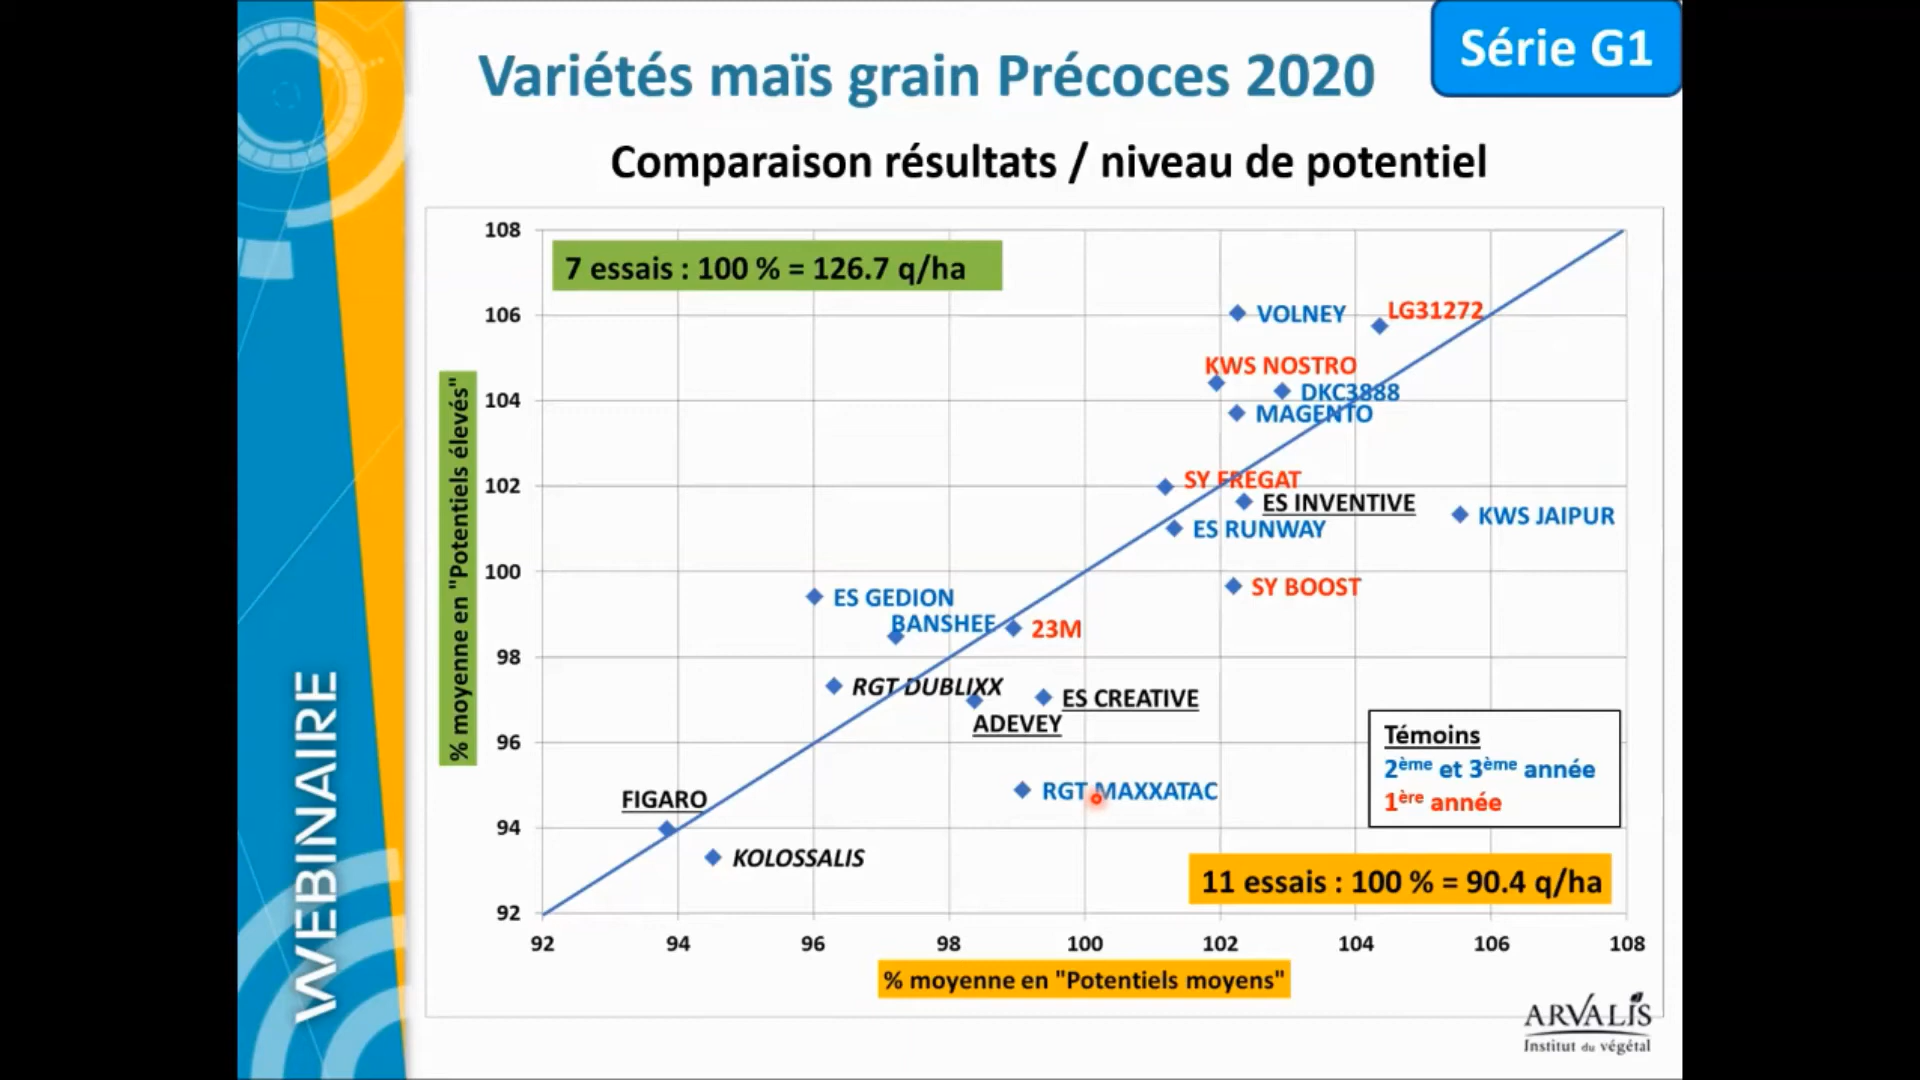 Série G1
Variétés maïs grain Précoces 2020
Comparaison résultats / niveau de potentiel
108
7 essais : 100 % = 126.7 q/ha
VOLNEY
LG31272
106
KWS NOSTRO
DKC3888
104
MAGENTO
SY FREGAT
102
ES INVENTIVE
KWS JAIPUR
ES RUNWAY
100
SY BOOST
ES GEDION
BANSHEE
23M
98
RGT DUBLIXX
ES CREATIVE
ADEVEY
96
Témoins
2ème et 3ème année
1ère année
RGT MAXXATAC
FIGARO
94
KOLOSSALIS
11 essais : 100 % = 90.4 q/ha
92
92 94 96 98 100 102 104 106 108
% moyenne en "Potentiels élevés"
% moyenne en "Potentiels moyens"
WEBINAIRE
ARVALIS
Institut du végétal